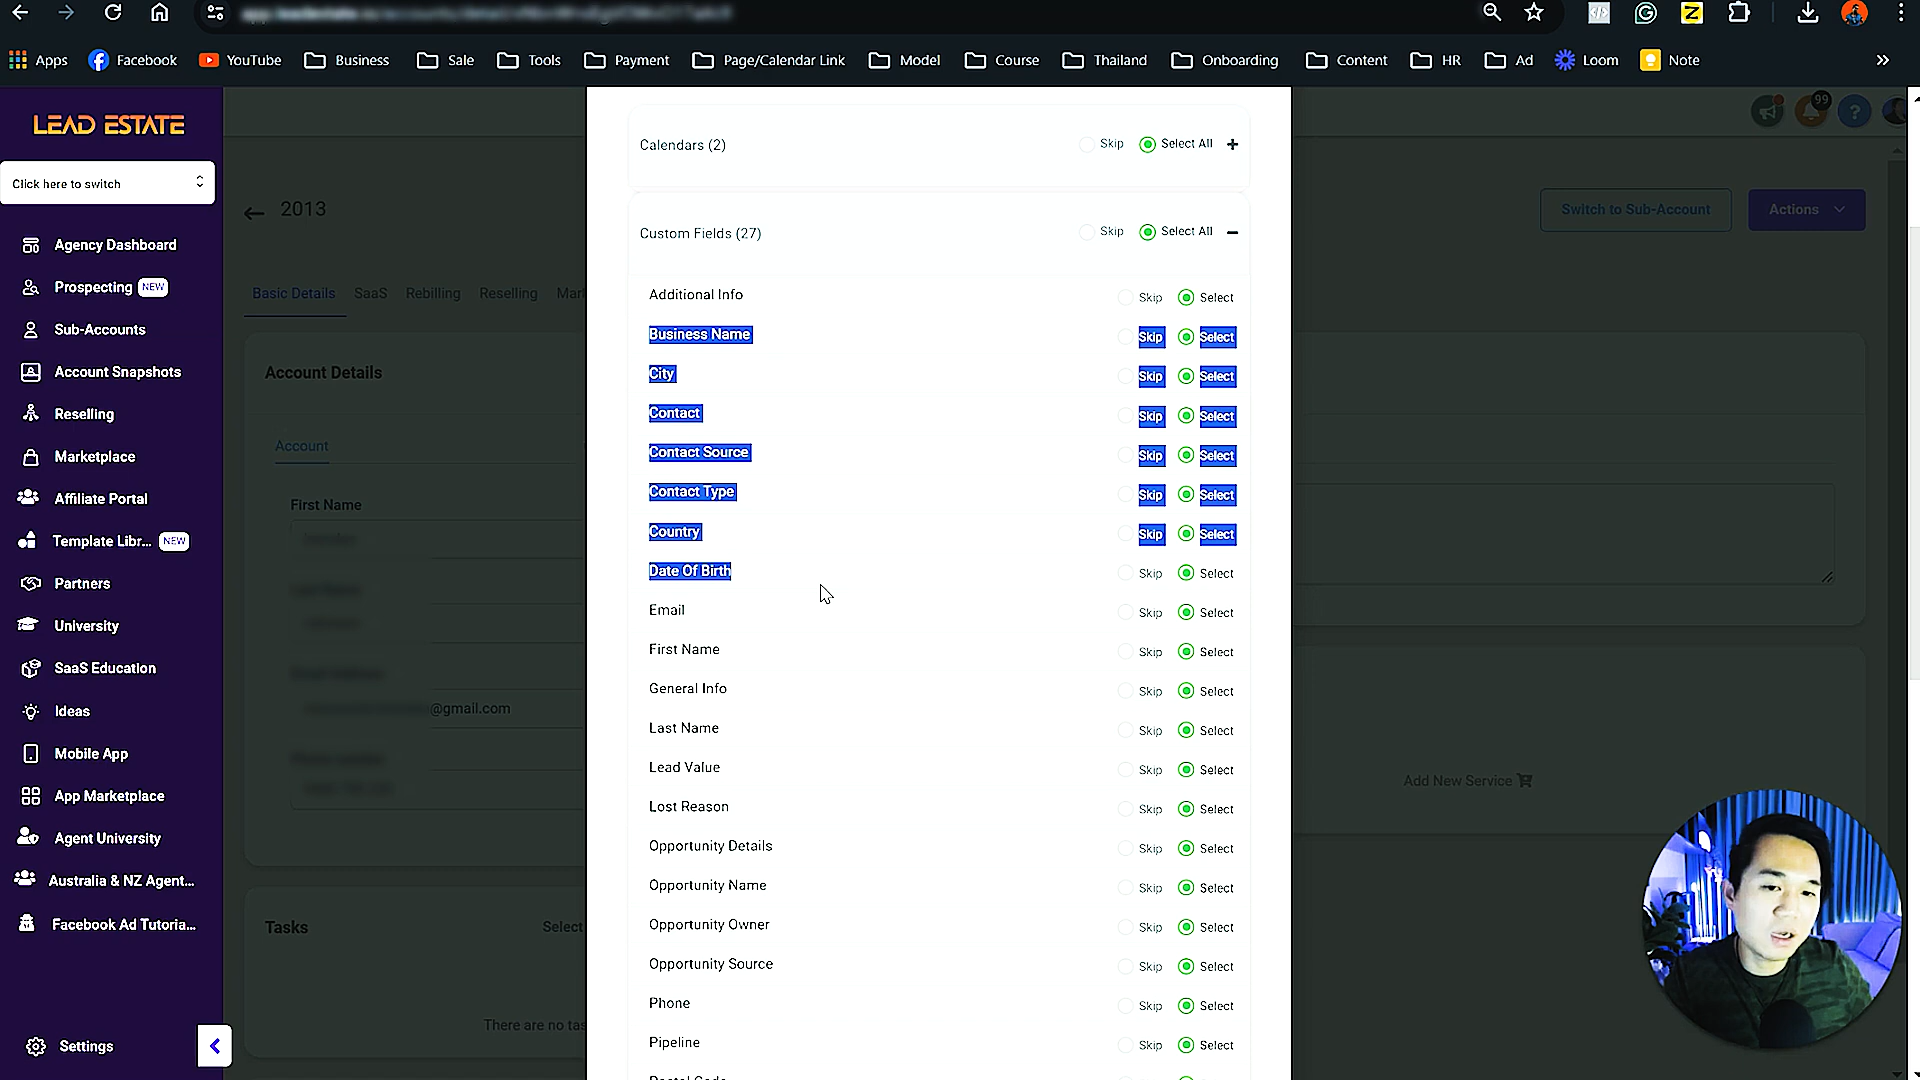 Apps
Facebook
YouTube
Business
Sale
Tools
Payment
Page/Calendar Link
Model
Course
Thailand
Onboarding
Content
HR
Ad
Loom
Note
LEAD ESTATE
Click here to switch
Agency Dashboard
Prospecting NEW
Sub-Accounts
Account Snapshots
Reselling
Marketplace
Affiliate Portal
Template Libr... NEW
Partners
University
SaaS Education
Ideas
Mobile App
App Marketplace
Agent University
Australia & NZ Agent...
Facebook Ad Tutoria...
Settings
99
2013
Switch to Sub-Account
Actions
Basic Details
SaaS
Rebilling
Reselling
Mar
Account Details
Account
First Name
@gmail.com
Add New Service
Tasks
Select
There are no tas
Calendars (2) Skip Select All
Custom Fields (27) Skip Select All
Additional Info Skip Select
Business Name Skip Select
City Skip Select
Contact Skip Select
Contact Source Skip Select
Contact Type Skip Select
Country Skip Select
Date Of Birth Skip Select
Email Skip Select
First Name Skip Select
General Info Skip Select
Last Name Skip Select
Lead Value Skip Select
Lost Reason Skip Select
Opportunity Details Skip Select
Opportunity Name Skip Select
Opportunity Owner Skip Select
Opportunity Source Skip Select
Phone Skip Select
Pipeline Skip Select